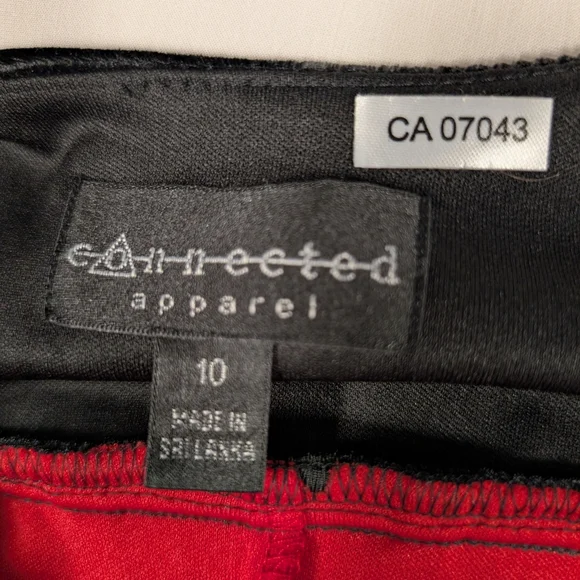 CA 07043
connected
apparel
10
MADE IN
SRI LANKA